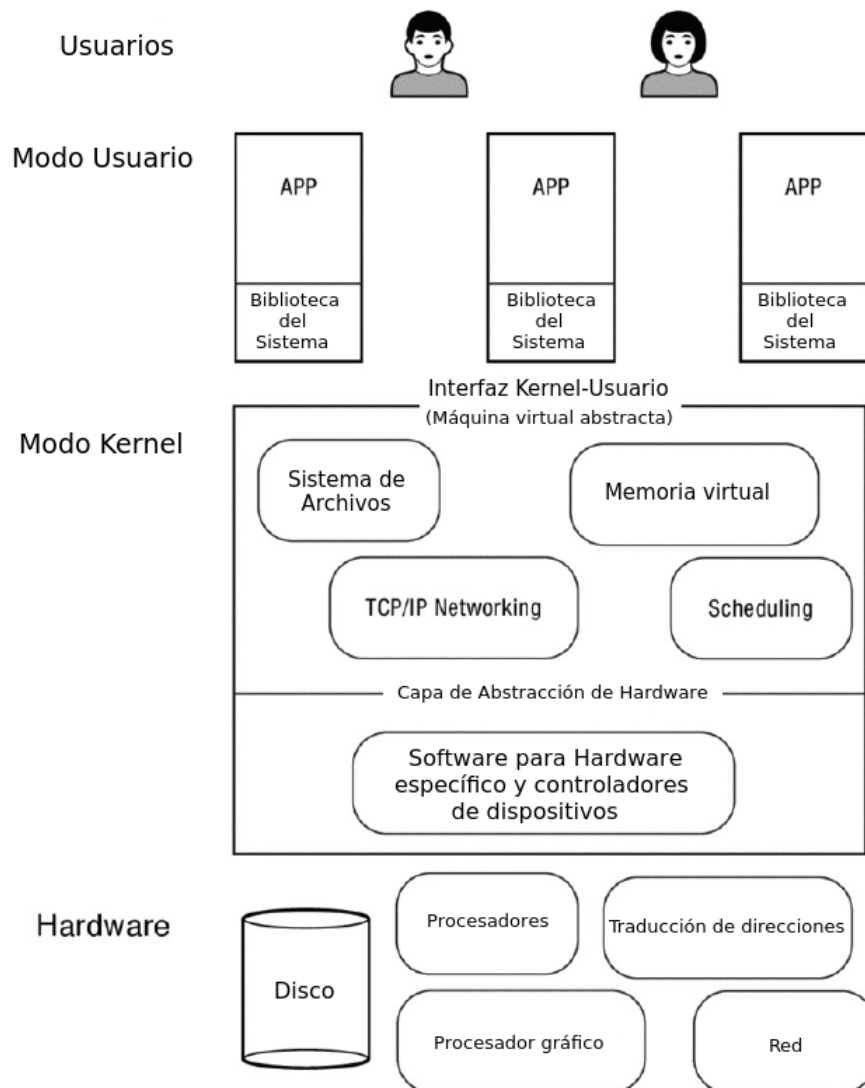 Usuarios
Modo Usuario
APP
APP
APP
Biblioteca
del
Sistema
Biblioteca
del
Sistema
Biblioteca
del
Sistema
Interfaz Kernel-Usuario
(Máquina virtual abstracta)
Modo Kernel
Sistema de
Archivos
Memoria virtual
TCP/IP Networking
Scheduling
Capa de Abstracción de Hardware
Software para Hardware
específico y controladores
de dispositivos
Hardware
Disco
Procesadores
Traducción de direcciones
Procesador gráfico
Red